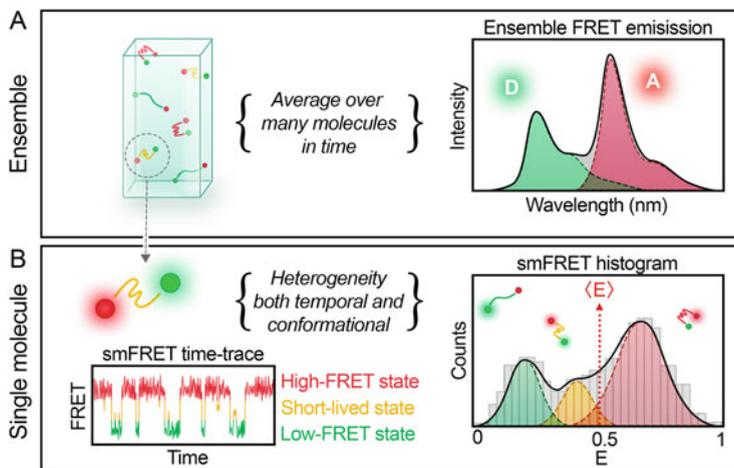 A
Ensemble
Average over
many molecules
in time
Ensemble FRET emisission
D
A
Intensity
Wavelength (nm)
B
Single molecule
Heterogeneity
both temporal and
conformational
smFRET time-trace
FRET
Time
High-FRET state
Short-lived state
Low-FRET state
smFRET histogram
⟨E⟩
Counts
0 0.5 1
E